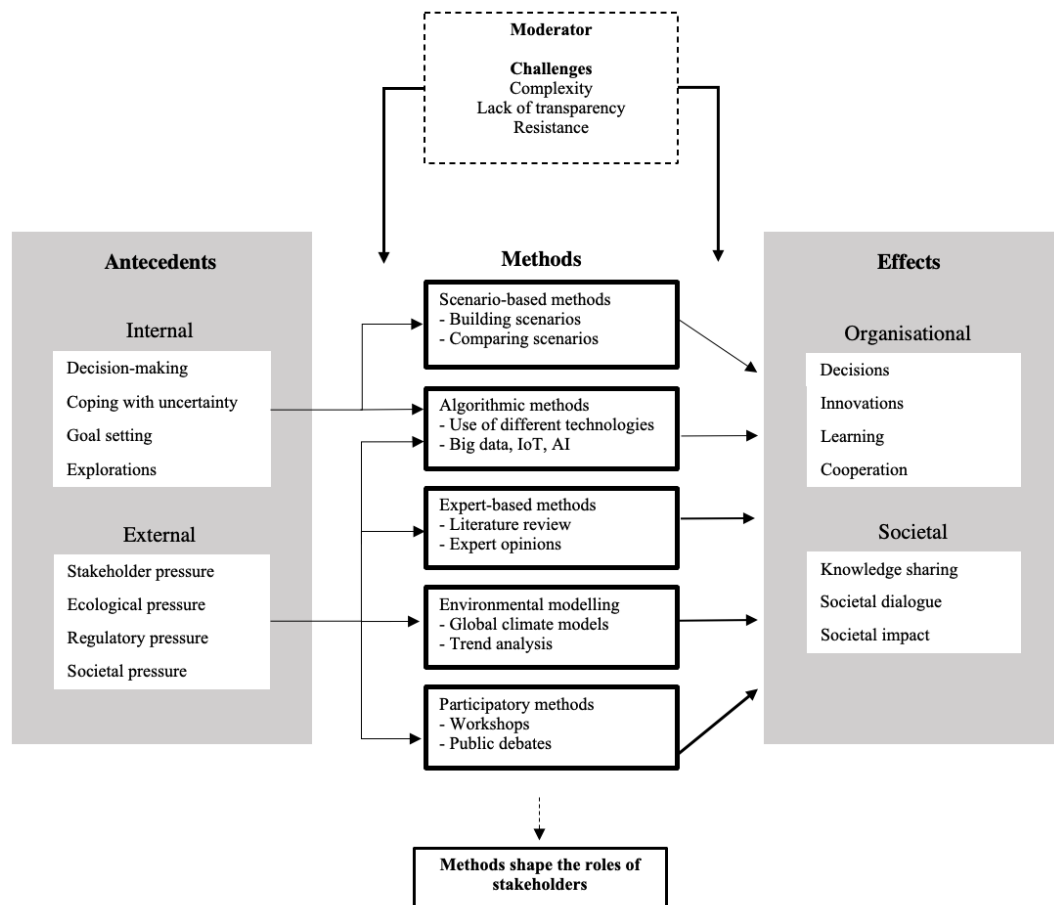 Moderator
Challenges
Complexity
Lack of transparency
Resistance
Antecedents
Internal
Decision-making
Coping with uncertainty
Goal setting
Explorations
External
Stakeholder pressure
Ecological pressure
Regulatory pressure
Societal pressure
Methods
Scenario-based methods
- Building scenarios
- Comparing scenarios
Algorithmic methods
- Use of different technologies
- Big data, IoT, AI
Expert-based methods
- Literature review
- Expert opinions
Environmental modelling
- Global climate models
- Trend analysis
Participatory methods
- Workshops
- Public debates
Effects
Organisational
Decisions
Innovations
Learning
Cooperation
Societal
Knowledge sharing
Societal dialogue
Societal impact
Methods shape the roles of
stakeholders